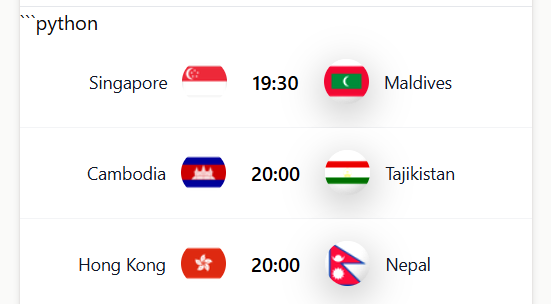 ```python
Singapore 19:30 Maldives
Cambodia 20:00 Tajikistan
Hong Kong 20:00 Nepal